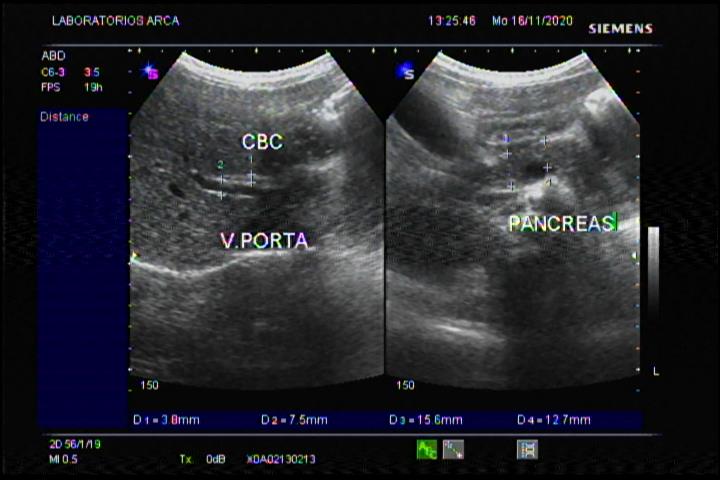 LABORATORIOS ARCA
13:25:46 Mo 16/11/2020
SIEMENS
ABD
C6-3 3.5
FPS 19h
Distance
S
S
CBC
2
1
V.PORTA
PANCREAS
150
150
L
D1=3.8mm D2=7.5mm D3=15.6mm D4=12.7mm
2D 56/1/19
MI 0.5 Tx. 0dB XDA02130213